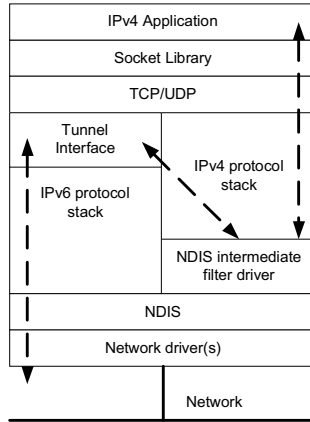 IPv4 Application
Socket Library
TCP/UDP
Tunnel
Interface
IPv4 protocol
stack
IPv6 protocol
stack
NDIS intermediate
filter driver
NDIS
Network driver(s)
Network